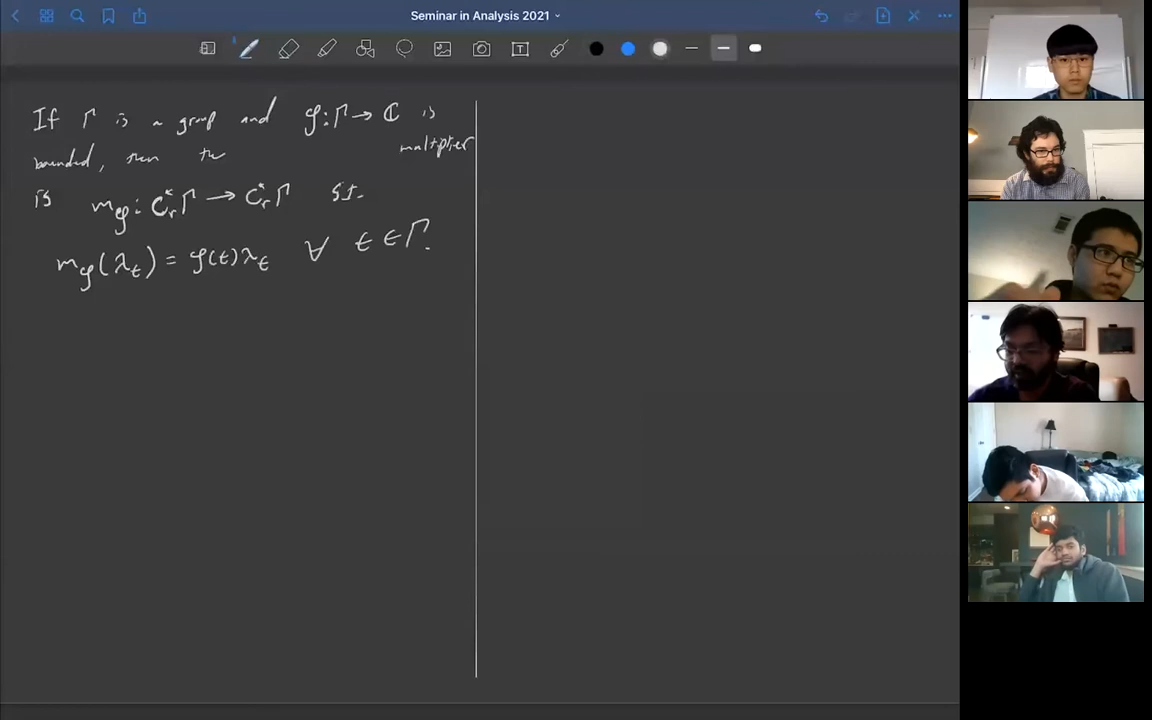 Seminar in Analysis 2021
If Γ is a group and φ: Γ → ℂ is
bounded, then the multplier
is m_φ: C*_r Γ → C*_r Γ s.t.
m_φ(λ_t) = φ(t)λ_t ∀ t ∈ Γ.